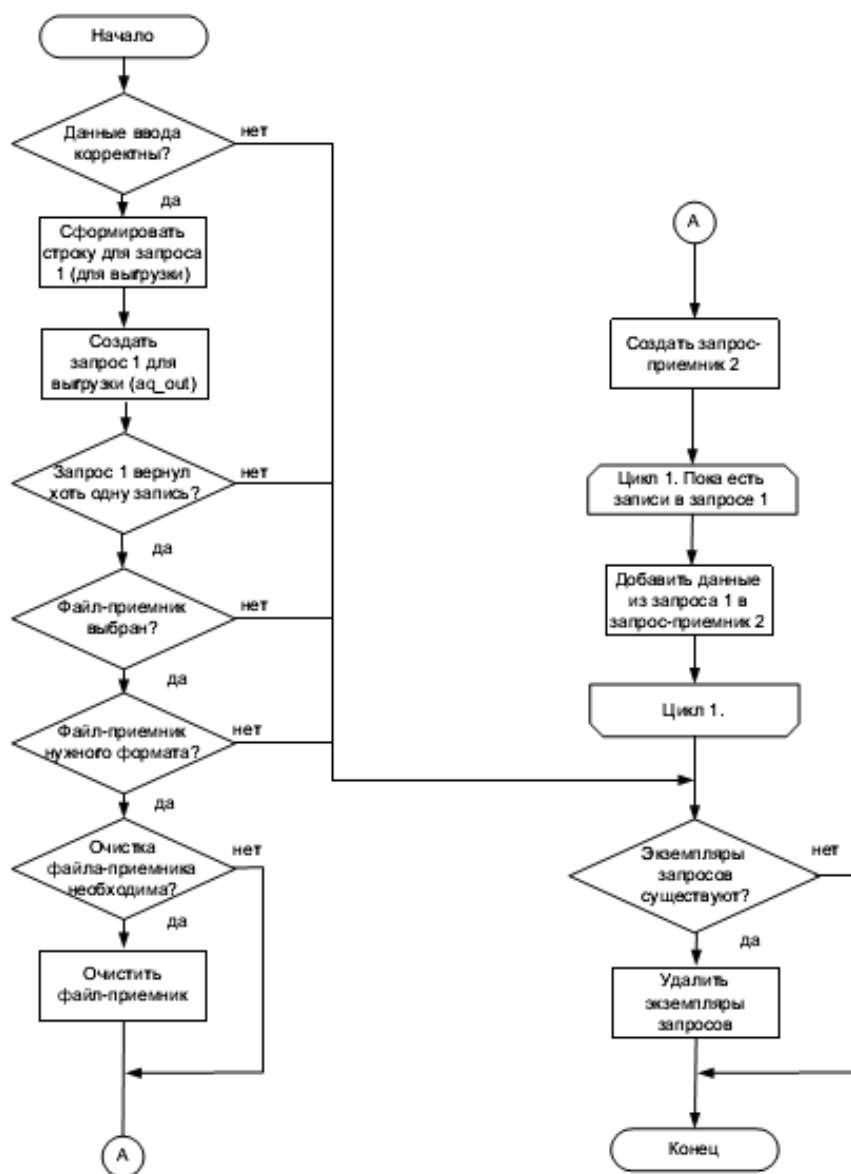 Начало
Данные ввода
корректны?
нет
да
Сформировать
строку для запроса
1 (для выгрузки)
Создать
запрос 1 для
выгрузки (aq_out)
Запрос 1 вернул
хоть одну запись?
нет
да
Файл-приемник
выбран?
нет
да
Файл-приемник
нужного формата?
нет
да
Очистка
файла-приемника
необходима?
нет
да
Очистить
файл-приемник
А
А
Создать запрос-
приемник 2
Цикл 1. Пока есть
записи в запросе 1
Добавить данные
из запроса 1 в
запрос-приемник 2
Цикл 1.
Экземпляры
запросов
существуют?
нет
да
Удалить
экземпляры
запросов
Конец